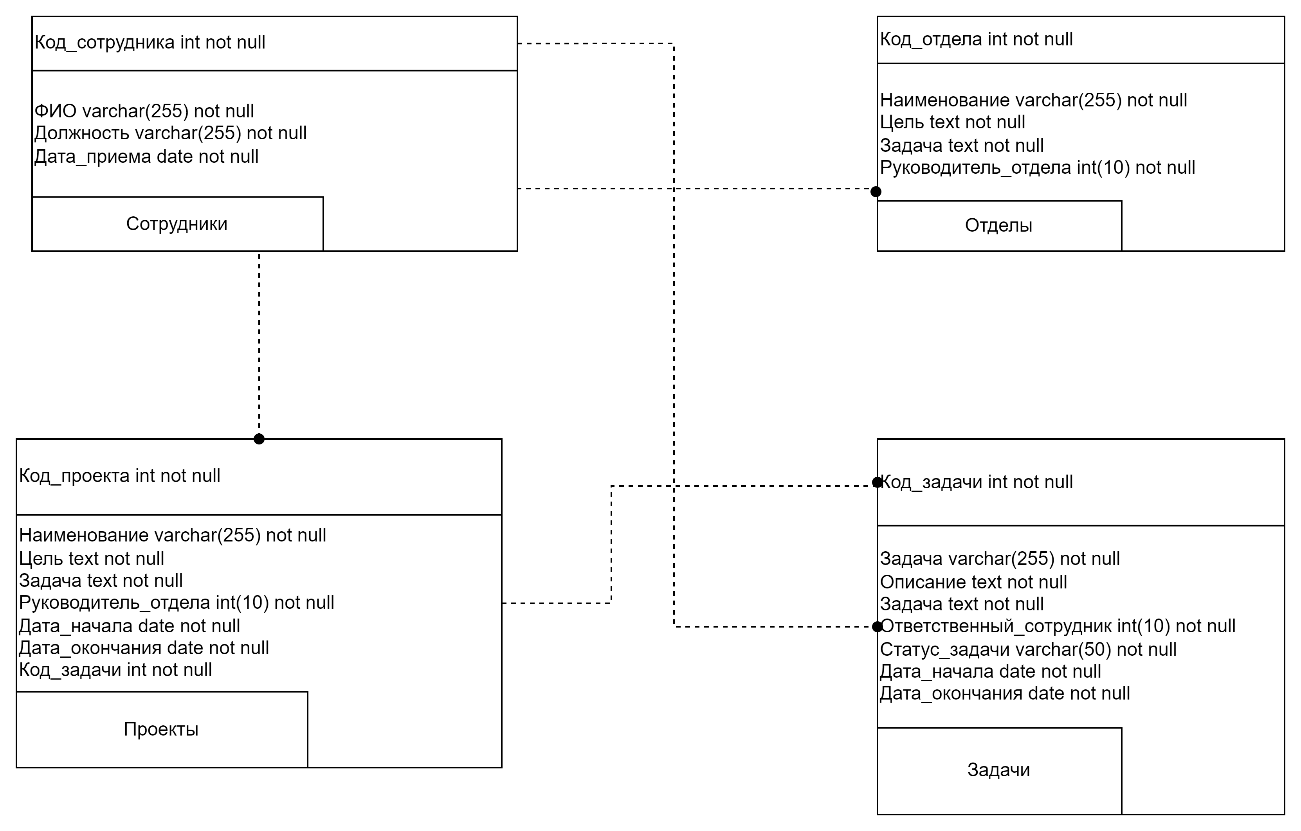 Код_сотрудника int not null
ФИО varchar(255) not null
Должность varchar(255) not null
Дата_приема date not null
Сотрудники
Код_отдела int not null
Наименование varchar(255) not null
Цель text not null
Задача text not null
Руководитель_отдела int(10) not null
Отделы
Код_проекта int not null
Наименование varchar(255) not null
Цель text not null
Задача text not null
Руководитель_отдела int(10) not null
Дата_начала date not null
Дата_окончания date not null
Код_задачи int not null
Проекты
Код_задачи int not null
Задача varchar(255) not null
Описание text not null
Задача text not null
Ответственный_сотрудник int(10) not null
Статус_задачи varchar(50) not null
Дата_начала date not null
Дата_окончания date not null
Задачи